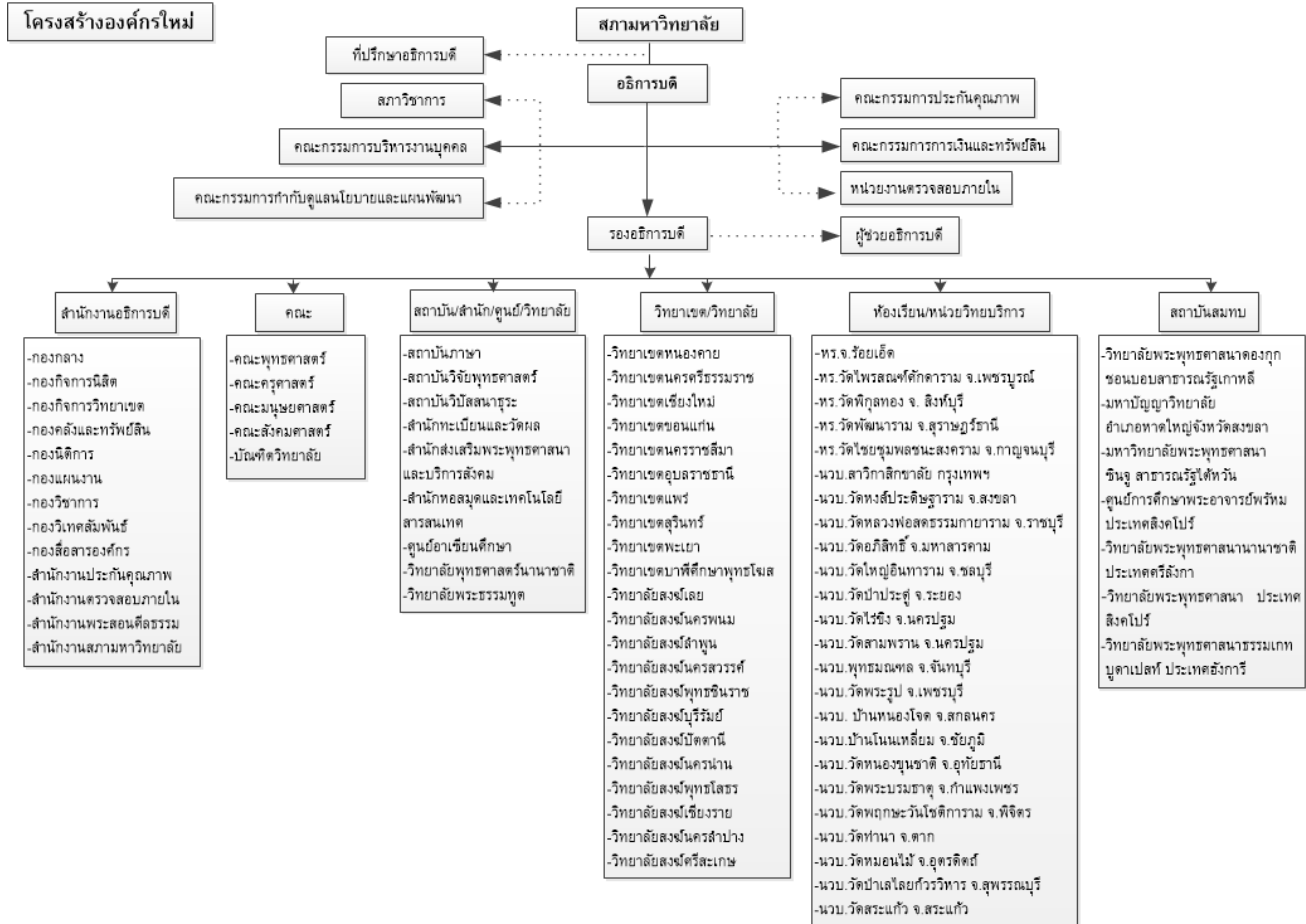 โครงสร้างองค์กรใหม่
สภามหาวิทยาลัย
ที่ปรึกษาอธิการบดี
อธิการบดี
สภาวิชาการ
คณะกรรมการประกันคุณภาพ
คณะกรรมการบริหารงานบุคคล
คณะกรรมการการเงินและทรัพย์สิน
คณะกรรมการกำกับดูแลนโยบายและแผนพัฒนา
หน่วยงานตรวจสอบภายใน
รองอธิการบดี
ผู้ช่วยอธิการบดี
สำนักงานอธิการบดี
-กองกลาง
-กองกิจการนิสิต
-กองกิจการวิทยาเขต
-กองคลังและทรัพย์สิน
-กองนิติการ
-กองแผนงาน
-กองวิชาการ
-กองวิเทศสัมพันธ์
-กองสื่อสารองค์กร
-สำนักงานประกันคุณภาพ
-สำนักงานตรวจสอบภายใน
-สำนักงานพระสอนศีลธรรม
-สำนักงานสภามหาวิทยาลัย
คณะ
-คณะพุทธศาสตร์
-คณะครุศาสตร์
-คณะมนุษยศาสตร์
-คณะสังคมศาสตร์
-บัณฑิตวิทยาลัย
สถาบัน/สำนัก/ศูนย์/วิทยาลัย
-สถาบันภาษา
-สถาบันวิจัยพุทธศาสตร์
-สถาบันวิปัสสนาธุระ
-สำนักทะเบียนและวัดผล
-สำนักส่งเสริมพระพุทธศาสนา
และบริการสังคม
-สำนักหอสมุดและเทคโนโลยี
สารสนเทศ
-ศูนย์อาเซียนศึกษา
-วิทยาลัยพุทธศาสตร์นานาชาติ
-วิทยาลัยพระธรรมทูต
วิทยาเขต/วิทยาลัย
-วิทยาเขตหนองคาย
-วิทยาเขตนครศรีธรรมราช
-วิทยาเขตเชียงใหม่
-วิทยาเขตขอนแก่น
-วิทยาเขตนครราชสีมา
-วิทยาเขตอุบลราชธานี
-วิทยาเขตแพร่
-วิทยาเขตสุรินทร์
-วิทยาเขตพะเยา
-วิทยาเขตบาฬีศึกษาพุทธโฆส
-วิทยาลัยสงฆ์เลย
-วิทยาลัยสงฆ์นครพนม
-วิทยาลัยสงฆ์ลำพูน
-วิทยาลัยสงฆ์นครสวรรค์
-วิทยาลัยสงฆ์พุทธชินราช
-วิทยาลัยสงฆ์บุรีรัมย์
-วิทยาลัยสงฆ์ปัตตานี
-วิทยาลัยสงฆ์นครน่าน
-วิทยาลัยสงฆ์พุทธโสธร
-วิทยาลัยสงฆ์เชียงราย
-วิทยาลัยสงฆ์นครลำปาง
-วิทยาลัยสงฆ์ศรีสะเกษ
ห้องเรียน/หน่วยวิทยบริการ
-หร.จ.ร้อยเอ็ด
-หร.วัดไพรสณฑ์ศักดาราม จ.เพชรบูรณ์
-หร.วัดพิกุลทอง จ. สิงห์บุรี
-หร.วัดพัฒนาราม จ.สุราษฎร์ธานี
-หร.วัดไชยชุมพลชนะสงคราม จ.กาญจนบุรี
-นวบ.สาวิกาสิกขาลัย กรุงเทพฯ
-นวบ.วัดหงส์ประดิษฐาราม จ.สงขลา
-นวบ.วัดหลวงพ่อสดธรรมกายาราม จ.ราชบุรี
-นวบ.วัดอภิสิทธิ์ จ.มหาสารคาม
-นวบ.วัดใหญ่อินทาราม จ.ชลบุรี
-นวบ.วัดป่าประดู่ จ.ระยอง
-นวบ.วัดไร่ขิง จ.นครปฐม
-นวบ.วัดสามพราน จ.นครปฐม
-นวบ.พุทธมณฑล จ.จันทบุรี
-นวบ.วัดพระรูป จ.เพชรบุรี
-นวบ. บ้านหนองโจด จ.สกลนคร
-นวบ.บ้านโนนเหลี่ยม จ.ชัยภูมิ
-นวบ.วัดหนองขุนชาติ จ.อุทัยธานี
-นวบ.วัดพระบรมธาตุ จ.กำแพงเพชร
-นวบ.วัดพฤกษะวันโชติการาม จ.พิจิตร
-นวบ.วัดท่านา จ.ตาก
-นวบ.วัดหมอนไม้ จ.อุตรดิตถ์
-นวบ.วัดป่าเลไลยก์วรวิหาร จ.สุพรรณบุรี
-นวบ.วัดสระแก้ว จ.สระแก้ว
สถาบันสมทบ
-วิทยาลัยพระพุทธศาสนาดองกุก
ชอนบอบสาธารณรัฐเกาหลี
-มหาปัญญาวิทยาลัย
อำเภอหาดใหญ่จังหวัดสงขลา
-มหาวิทยาลัยพระพุทธศาสนา
ซินจู สาธารณรัฐไต้หวัน
-ศูนย์การศึกษาพระอาจารย์พรัหม
ประเทศสิงคโปร์
-วิทยาลัยพระพุทธศาสนานานาชาติ
ประเทศศรีลังกา
-วิทยาลัยพระพุทธศาสนา ประเทศ
สิงคโปร์
-วิทยาลัยพระพุทธศาสนาธรรมเกท
บูดาเปสท์ ประเทศฮังการี